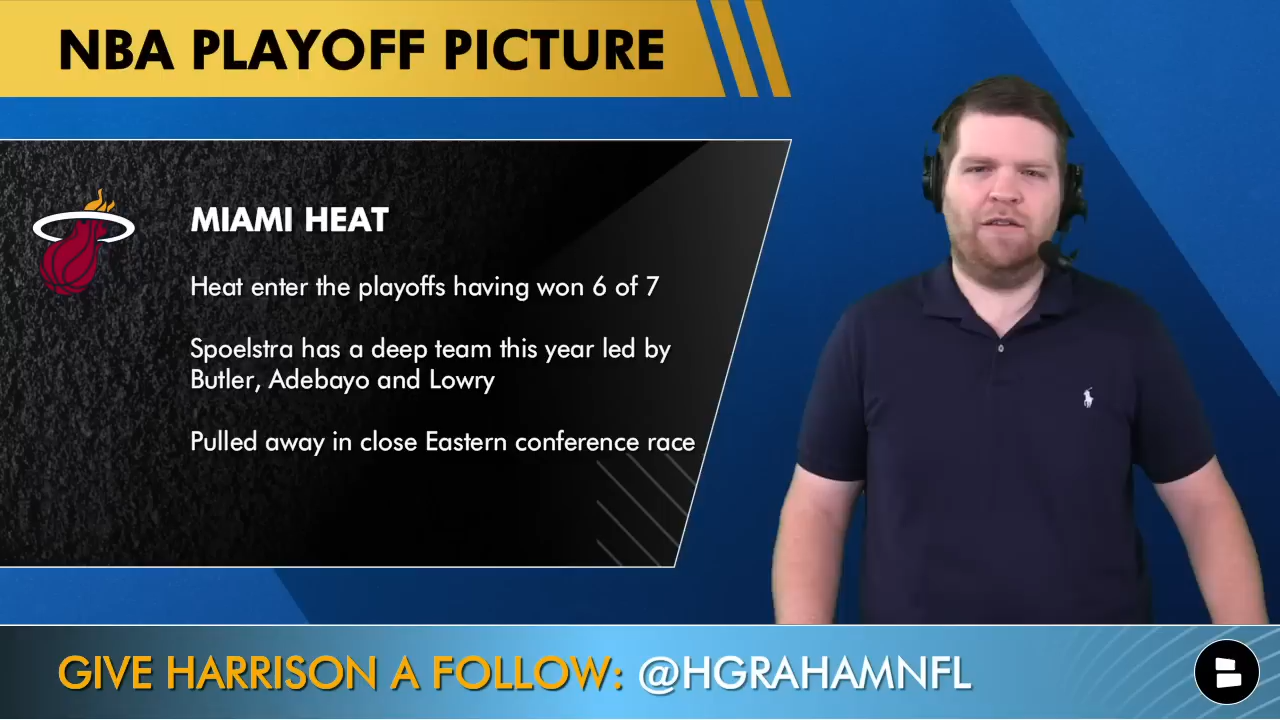 NBA PLAYOFF PICTURE
MIAMI HEAT
Heat enter the playoffs having won 6 of 7
Spoelstra has a deep team this year led by
Butler, Adebayo and Lowry
Pulled away in close Eastern conference race
GIVE HARRISON A FOLLOW: @HGRAHAMNFL